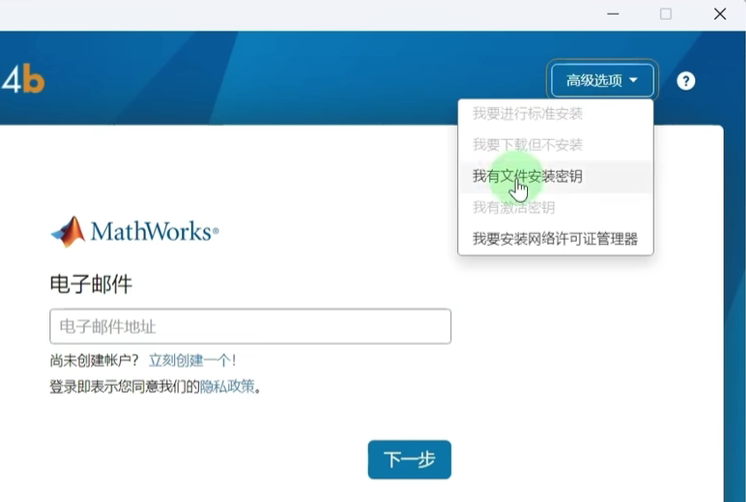 4b
高级选项
?
我要进行标准安装
我要下载但不安装
我有文件安装密钥
我有激活密钥
我要安装网络许可证管理器
MathWorks®
电子邮件
电子邮件地址
尚未创建帐户? 立刻创建一个!
登录即表示您同意我们的隐私政策。
下一步